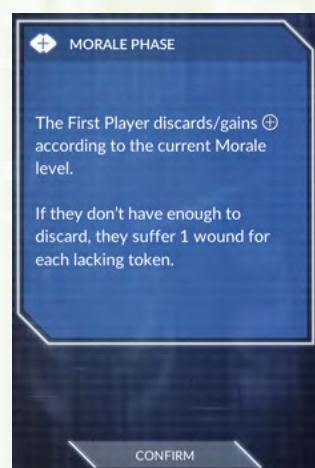 MORALE PHASE
The First Player discards/gains ⊕
according to the current Morale
level.
If they don't have enough to
discard, they suffer 1 wound for
each lacking token.
CONFIRM